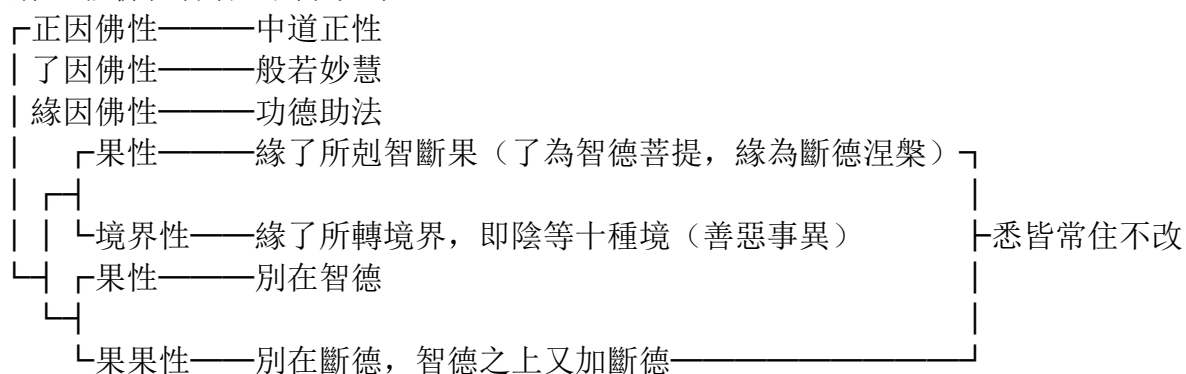 ┌正因佛性───中道正性
│了因佛性───般若妙慧
│緣因佛性───功德助法
│　┌果性───緣了所剋智斷果（了為智德菩提，緣為斷德涅槃）┐
│┌┤　│
││└境界性──緣了所轉境界，即陰等十種境（善惡事異）　├悉皆常住不改
└┤┌果性───別在智德　│
　└┤　│
　　└果果性──別在斷德，智德之上又加斷德─────────┘